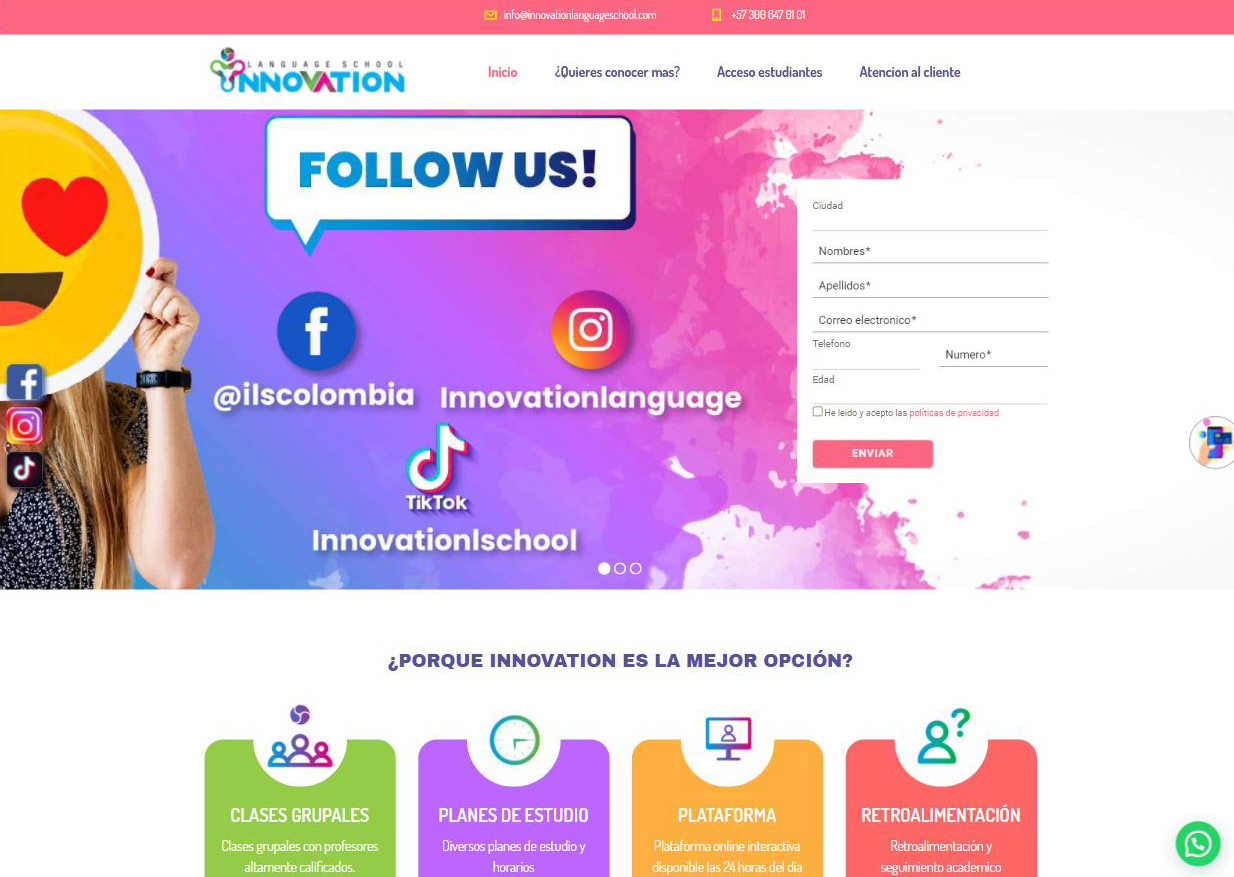 info@innovationlanguageschool.com
+57 300 647 01 01
LANGUAGE SCHOOL
INNOVATION
Inicio
¿Quieres conocer mas?
Acceso estudiantes
Atencion al cliente
FOLLOW US!
@ilscolombia
Innovationlanguage
TikTok
Innovationlschool
Ciudad
Nombres*
Apellidos*
Correo electronico*
Telefono
Numero*
Edad
He leido y acepto las políticas de privacidad
ENVIAR
¿PORQUE INNOVATION ES LA MEJOR OPCIÓN?
CLASES GRUPALES
Clases grupales con profesores
altamente calificados.
PLANES DE ESTUDIO
Diversos planes de estudio y
horarios
PLATAFORMA
Plataforma online interactiva
disponible las 24 horas del dia
RETROALIMENTACIÓN
Retroalimentación y
seguimiento academico